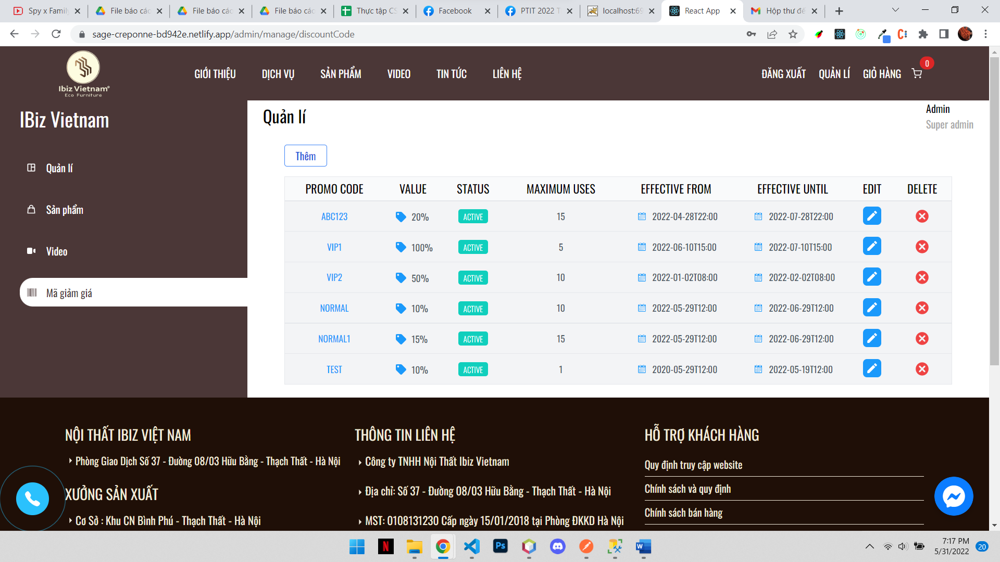 Spy x Family
File báo cáo
File báo cáo
File báo cáo
Thực tập CS
Facebook
PTIT 2022 T
localhost:69
React App
Hộp thư đế
sage-creponne-bd942e.netlify.app/admin/manage/discountCode
Ibiz Vietnam
Eco Furniture
GIỚI THIỆU
DỊCH VỤ
SẢN PHẨM
VIDEO
TIN TỨC
LIÊN HỆ
ĐĂNG XUẤT
QUẢN LÍ
GIỎ HÀNG
0
IBiz Vietnam
Quản lí
Sản phẩm
Video
Mã giảm giá
Quản lí
Admin
Super admin
Thêm
PROMO CODE VALUE STATUS MAXIMUM USES EFFECTIVE FROM EFFECTIVE UNTIL EDIT DELETE
ABC123 20% ACTIVE 15 2022-04-28T22:00 2022-07-28T22:00
VIP1 100% ACTIVE 5 2022-06-10T15:00 2022-07-10T15:00
VIP2 50% ACTIVE 10 2022-01-02T08:00 2022-02-02T08:00
NORMAL 10% ACTIVE 10 2022-05-29T12:00 2022-06-29T12:00
NORMAL1 15% ACTIVE 15 2022-05-29T12:00 2022-06-29T12:00
TEST 10% ACTIVE 1 2020-05-29T12:00 2022-05-19T12:00
NỘI THẤT IBIZ VIỆT NAM
Phòng Giao Dịch Số 37 - Đường 08/03 Hữu Bằng - Thạch Thất - Hà Nội
XƯỞNG SẢN XUẤT
Cơ Sở : Khu CN Bình Phú - Thạch Thất - Hà Nội
THÔNG TIN LIÊN HỆ
Công ty TNHH Nội Thất Ibiz Vietnam
Địa chỉ: Số 37 - Đường 08/03 Hữu Bằng - Thạch Thất - Hà Nội
MST: 0108131230 Cấp ngày 15/01/2018 tại Phòng ĐKKD Hà Nội
HỖ TRỢ KHÁCH HÀNG
Quy định truy cập website
Chính sách và quy định
Chính sách bán hàng
N
Ps
W
7:17 PM
5/31/2022
20